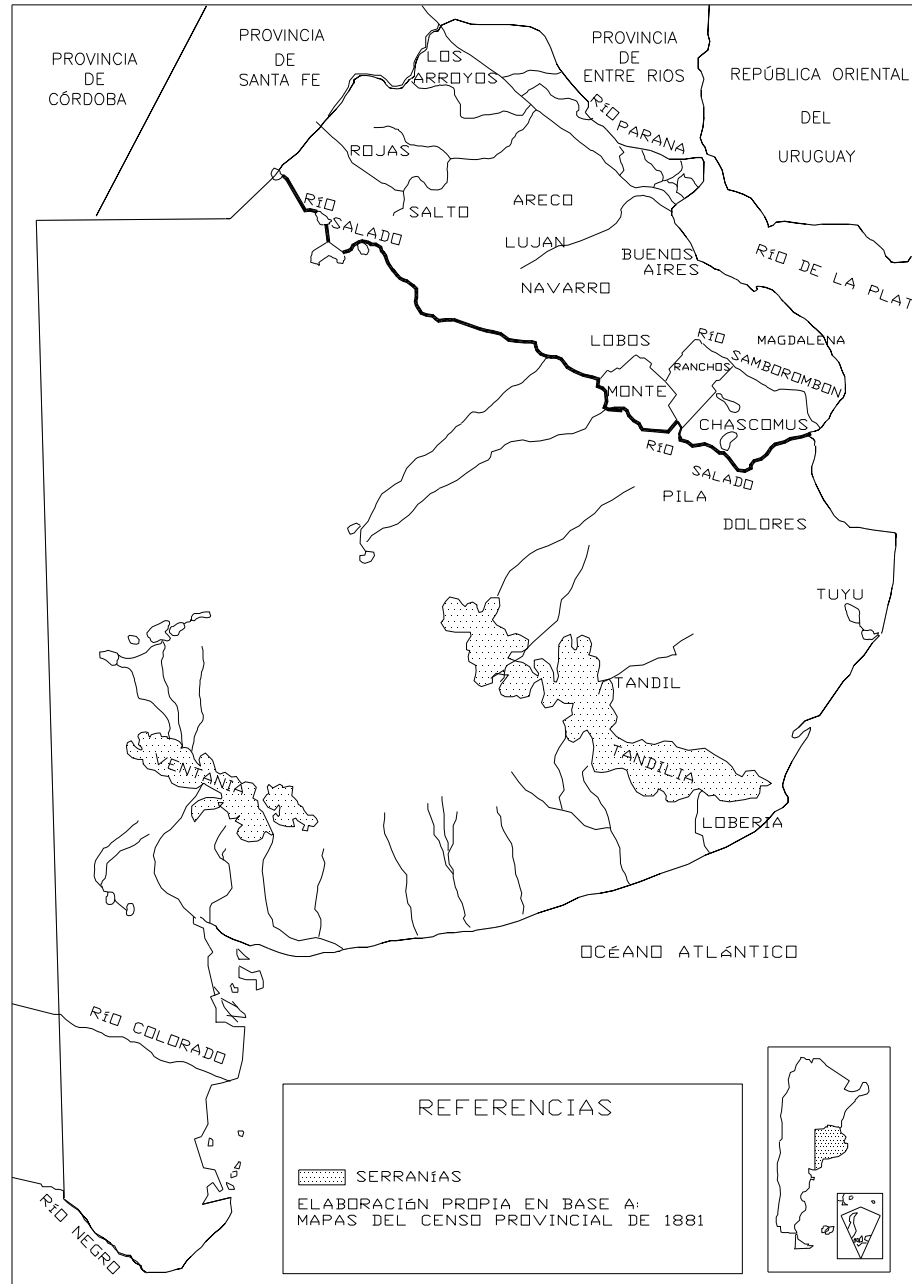 PROVINCIA
DE
CÓRDOBA
PROVINCIA
DE
SANTA FE
LOS
ARROYOS
PROVINCIA
DE
ENTRE RIOS
REPÚBLICA ORIENTAL
DEL
URUGUAY
RÍO
PARANA
ROJAS
RÍO
SALADO
SALTO
ARECO
LUJAN
BUENOS
AIRES
RÍO DE LA PLAT
NAVARRO
LOBOS
RÍO
SAMBOROMBON
MAGDALENA
RANCHOS
MONTE
CHASCOMUS
RÍO
SALADO
PILA
DOLORES
TUYU
TANDIL
VENTANIA
TANDILIA
LOBERIA
OCÉANO ATLÁNTICO
RÍO COLORADO
RÍO NEGRO
REFERENCIAS
SERRANÍAS
ELABORACIÓN PROPIA EN BASE A:
MAPAS DEL CENSO PROVINCIAL DE 1881